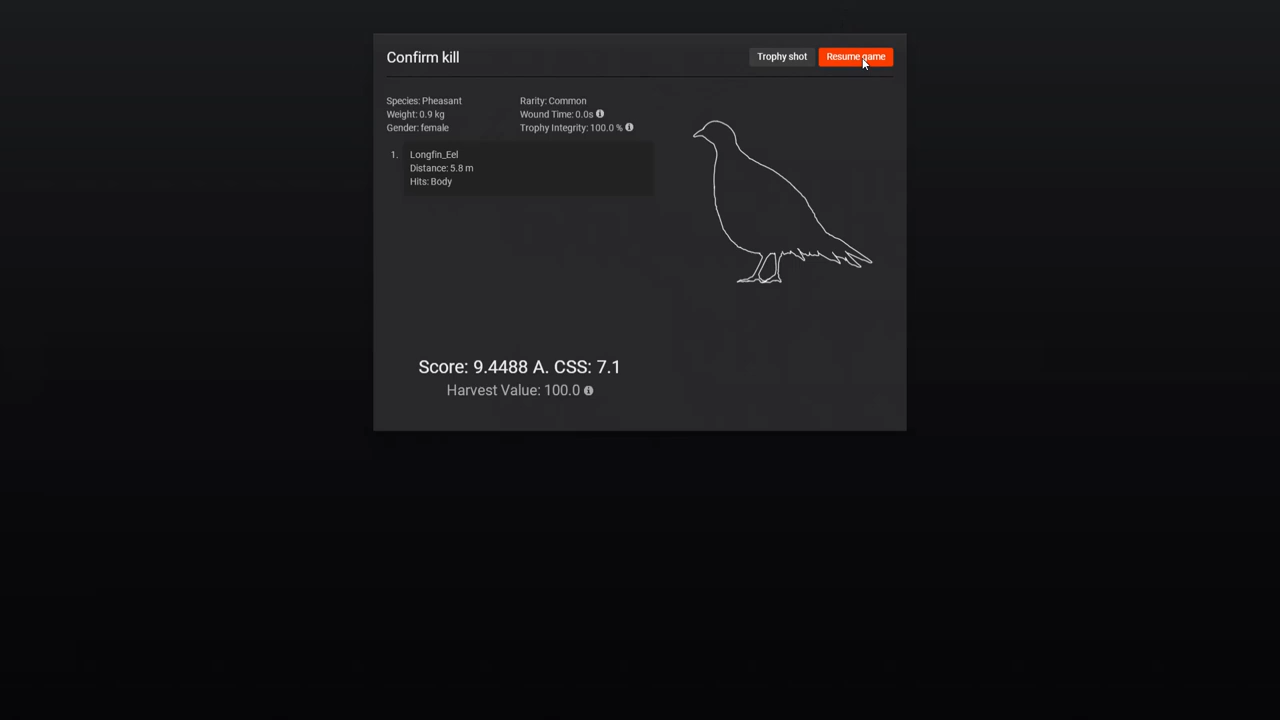 Confirm kill
Trophy shot
Resume game
Species: Pheasant
Weight: 0.9 kg
Gender: female
Rarity: Common
Wound Time: 0.0s
Trophy Integrity: 100.0 %
1. Longfin_Eel
Distance: 5.8 m
Hits: Body
Score: 9.4488 A. CSS: 7.1
Harvest Value: 100.0